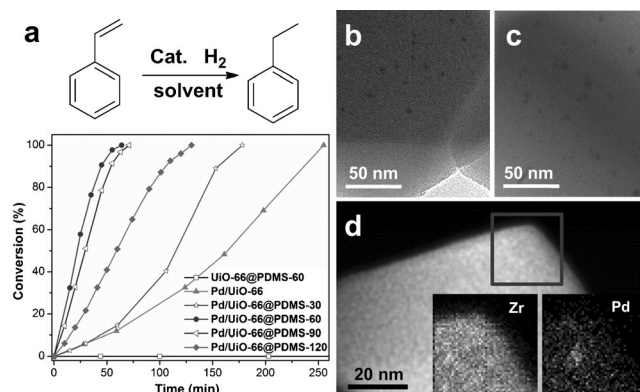 a
Cat. H2
solvent
Conversion (%)
100
80
60
40
20
0
UiO-66@PDMS-60
Pd/UiO-66
Pd/UiO-66@PDMS-30
Pd/UiO-66@PDMS-60
Pd/UiO-66@PDMS-90
Pd/UiO-66@PDMS-120
0 50 100 150 200 250
Time (min)
b
50 nm
c
50 nm
d
Zr
Pd
20 nm